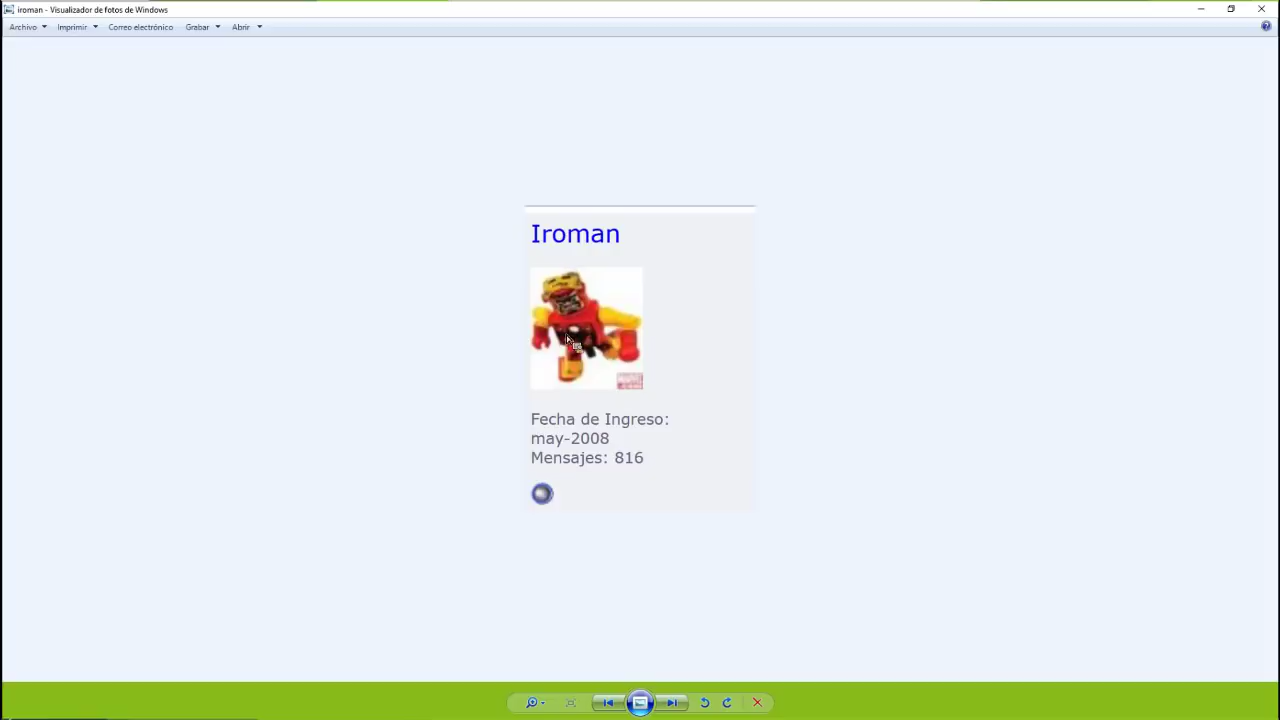 iroman - Visualizador de fotos de Windows
Archivo Imprimir Correo electrónico Grabar Abrir
Iroman
Fecha de Ingreso:
may-2008
Mensajes: 816